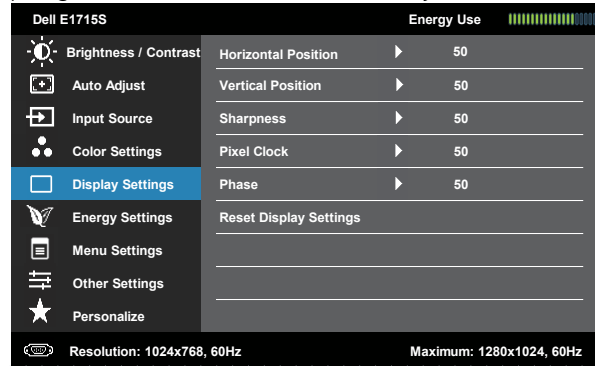 Dell E1715S Energy Use
Brightness / Contrast Horizontal Position 50
Auto Adjust Vertical Position 50
Input Source Sharpness 50
Color Settings Pixel Clock 50
Display Settings Phase 50
Energy Settings Reset Display Settings
Menu Settings
Other Settings
Personalize
Resolution: 1024x768, 60Hz Maximum: 1280x1024, 60Hz